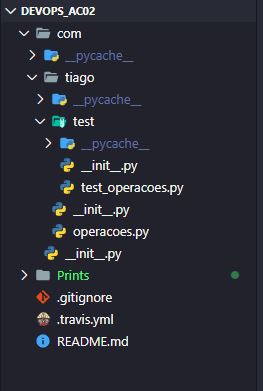 DEVOPS_AC02
com
__pycache__
tiago
__pycache__
test
__pycache__
__init__.py
test_operacoes.py
__init__.py
operacoes.py
__init__.py
Prints
.gitignore
.travis.yml
README.md